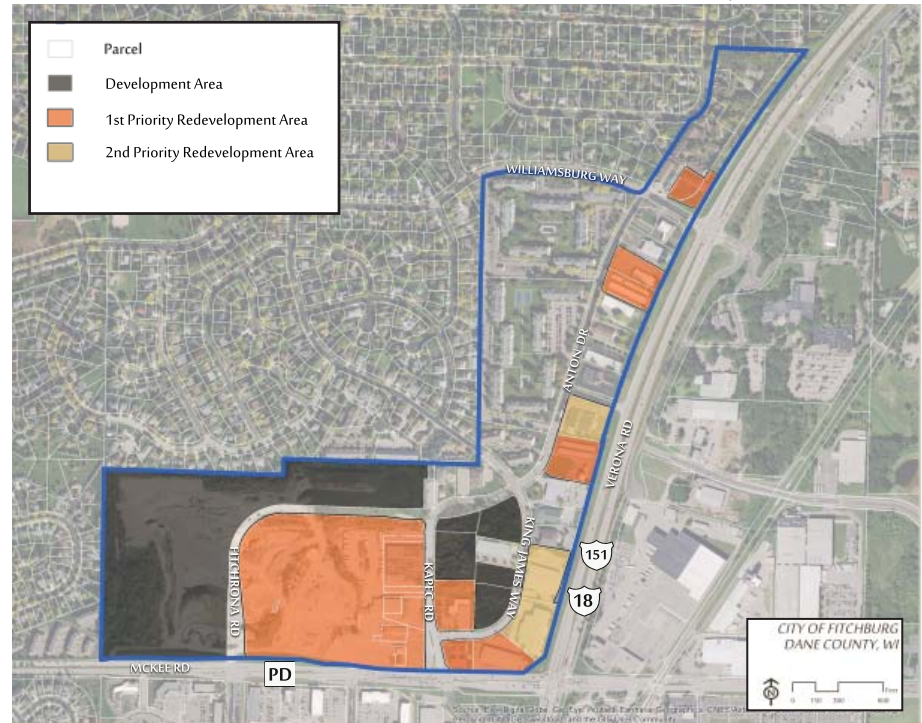 Parcel
Development Area
1st Priority Redevelopment Area
2nd Priority Redevelopment Area
WILLIAMSBURG WAY
ANTON DR
VERONA RD
FITCHRONA RD
KAPEC RD
KING JAMES WAY
151
18
MCKEE RD
PD
CITY OF FITCHBURG
DANE COUNTY, WI
N
0
Feet